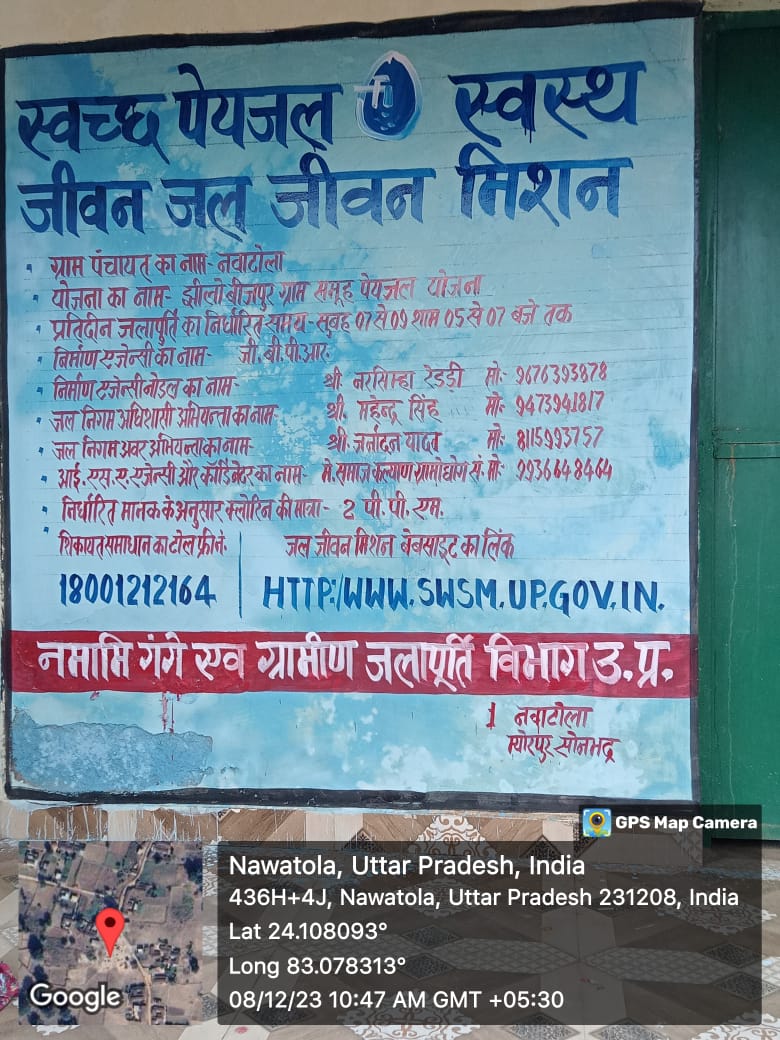 स्वच्छ पेयजल स्वस्थ
जीवन जल जीवन मिशन
ग्राम पंचायत का नाम- नवाटोला
योजना का नाम- झीलो बीजपुर ग्राम समूह पेयजल योजना
प्रतिदीन जलापुर्ति का निर्धारित समय- सुबह 07 से 09 शाम 05 से 07 बजे तक
निर्माण एजेन्सी का नाम- जी. बी. पी. आर.
निर्माण एजेन्सी नोडल का नाम- श्री. नरसिम्हा रेडडी मो:- 9676393878
जल निगम अधिशासी अभियन्ता का नाम- श्री. महेन्द्र सिंह मो:- 9473941817
जल निगम अवर अभियन्ता का नाम- श्री. जर्नादन यादव मो:- 8115993757
आई. एस. ए. एजेन्सी और कॉर्डिनेटर का नाम- मे. समाज कल्याण ग्रामोद्योग सं. मो:- 9936648464
निर्धारित मानक के अनुसार क्लोरिन की मात्रा- 2 पी. पी. एम.
शिकायत समाधान का टोल फ्री नं. जल जीवन मिशन बेबसाइट का लिंक
18001212164 HTTP:/WWW.SWSM.UP.GOV.IN.
नमामि गंगे एवं ग्रामीण जलापूर्ति विभाग उ.प्र.
नवाटोला
म्योरपुर सोनभद्र
GPS Map Camera
Nawatola, Uttar Pradesh, India
436H+4J, Nawatola, Uttar Pradesh 231208, India
Lat 24.108093°
Long 83.078313°
08/12/23 10:47 AM GMT +05:30
Google